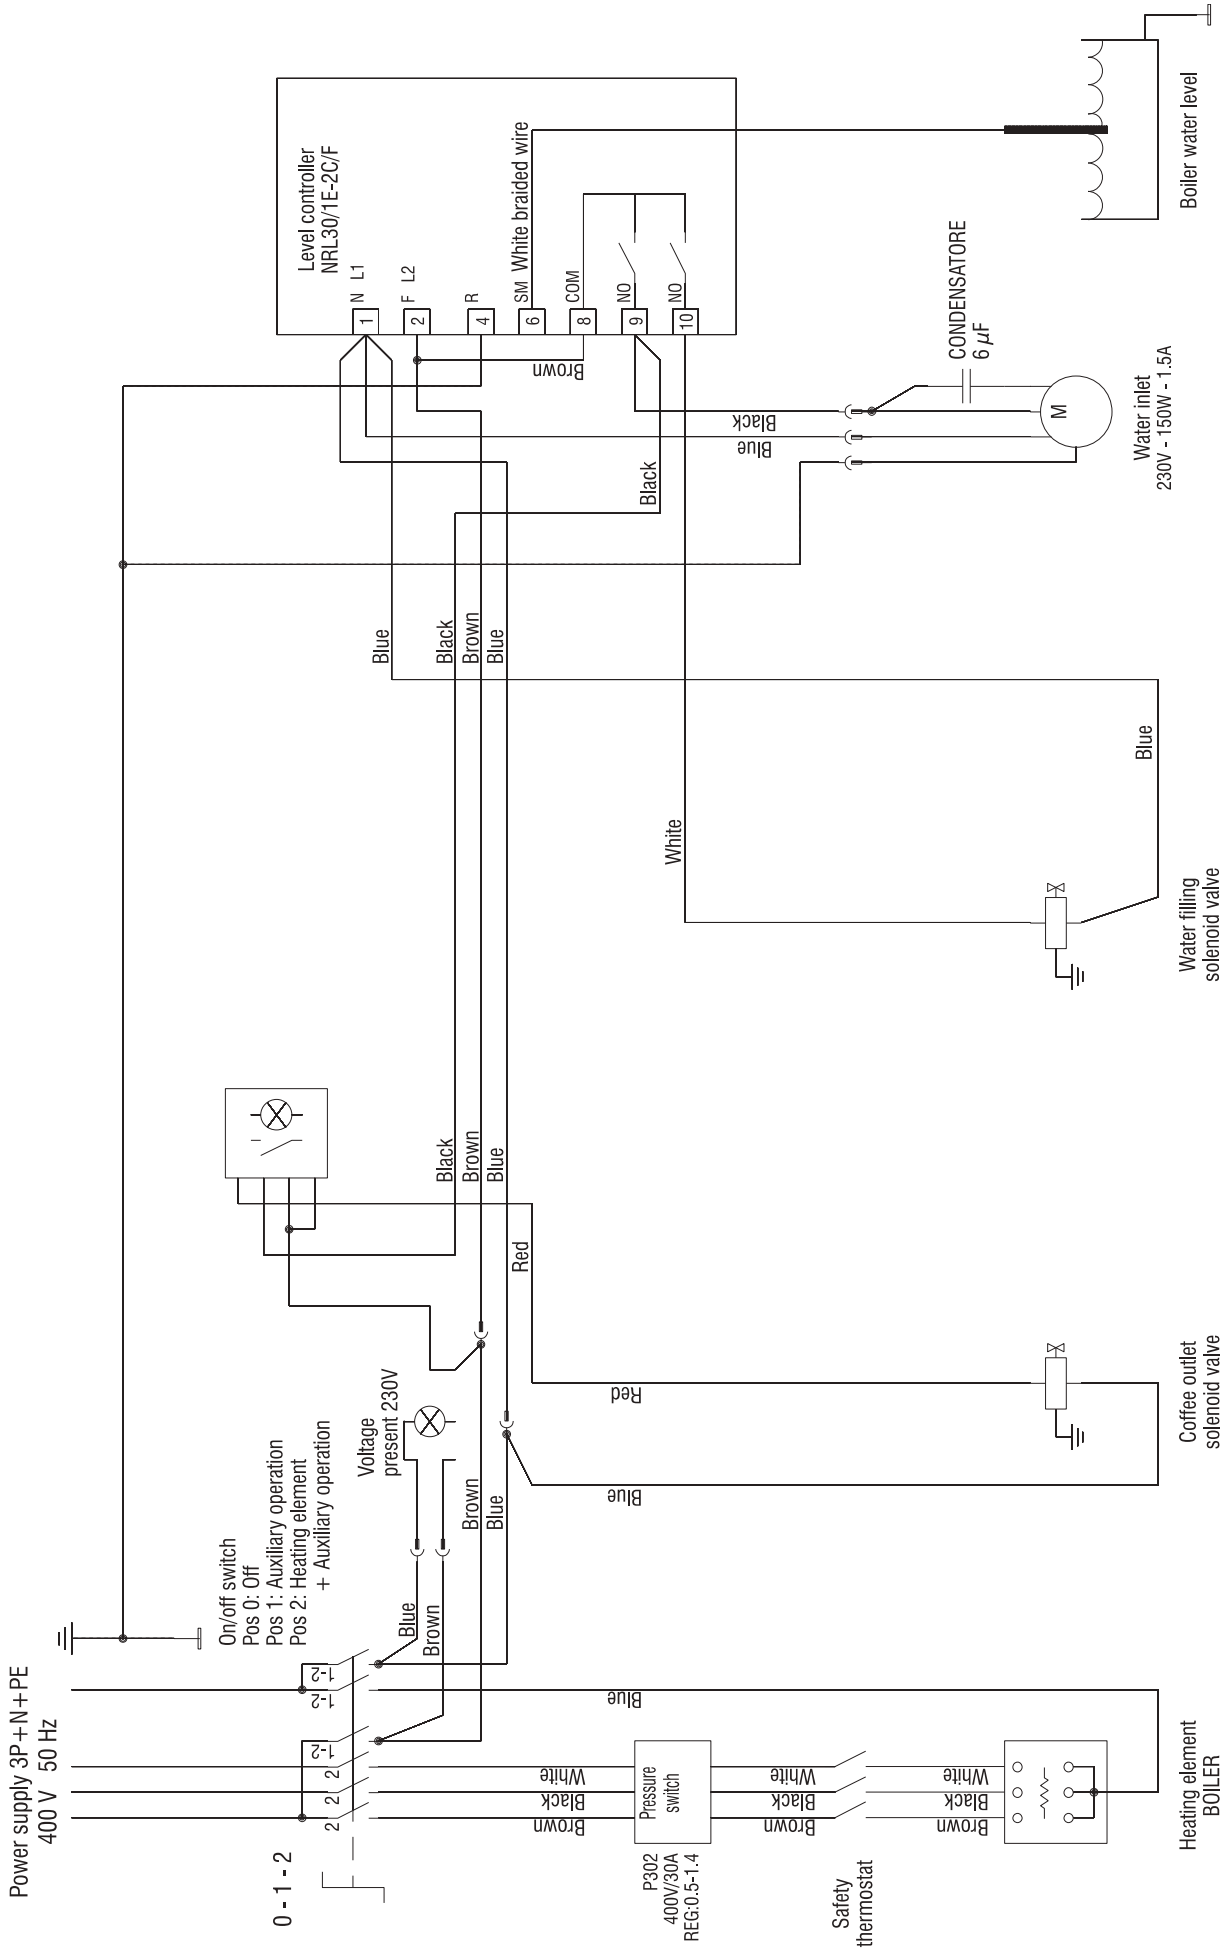 Power supply 3P+N+PE
400 V 50 Hz
0 - 1 - 2
2
2
2
1-2
1-2
1-2
On/off switch
Pos 0: Off
Pos 1: Auxiliary operation
Pos 2: Heating element
+ Auxiliary operation
Voltage
present 230V
Blue
Brown
Brown
Blue
Blue
Brown
Black
White
P302
400V/30A
REG:0.5-1.4
Pressure
switch
Brown
Black
White
Safety
thermostat
Brown
Black
White
Heating element
BOILER
Blue
Red
Red
Coffee outlet
solenoid valve
Black
Brown
Blue
White
Blue
Water filling
solenoid valve
Blue
Black
Brown
Blue
Black
Black
Blue
Brown
Level controller
NRL30/1E-2C/F
1
N L1
2
F L2
4
R
6
SM White braided wire
8
COM
9
NO
10
NO
CONDENSATORE
6 µF
M
Water inlet
230V - 150W - 1.5A
Boiler water level